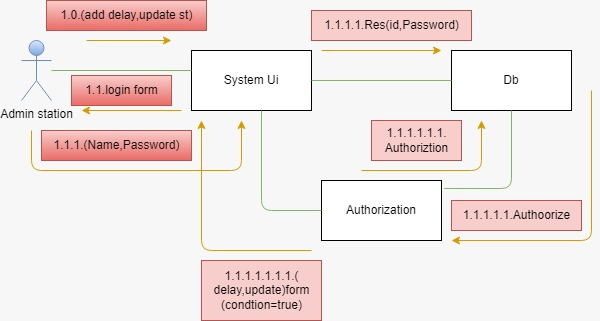 1.0.(add delay,update st)
1.1.1.1.Res(id,Password)
System Ui
Db
1.1.login form
Admin station
1.1.1.(Name,Password)
1.1.1.1.1.1.
Authoriztion
Authorization
1.1.1.1.1.Authoorize
1.1.1.1.1.1.1.(
delay,update)form
(condtion=true)